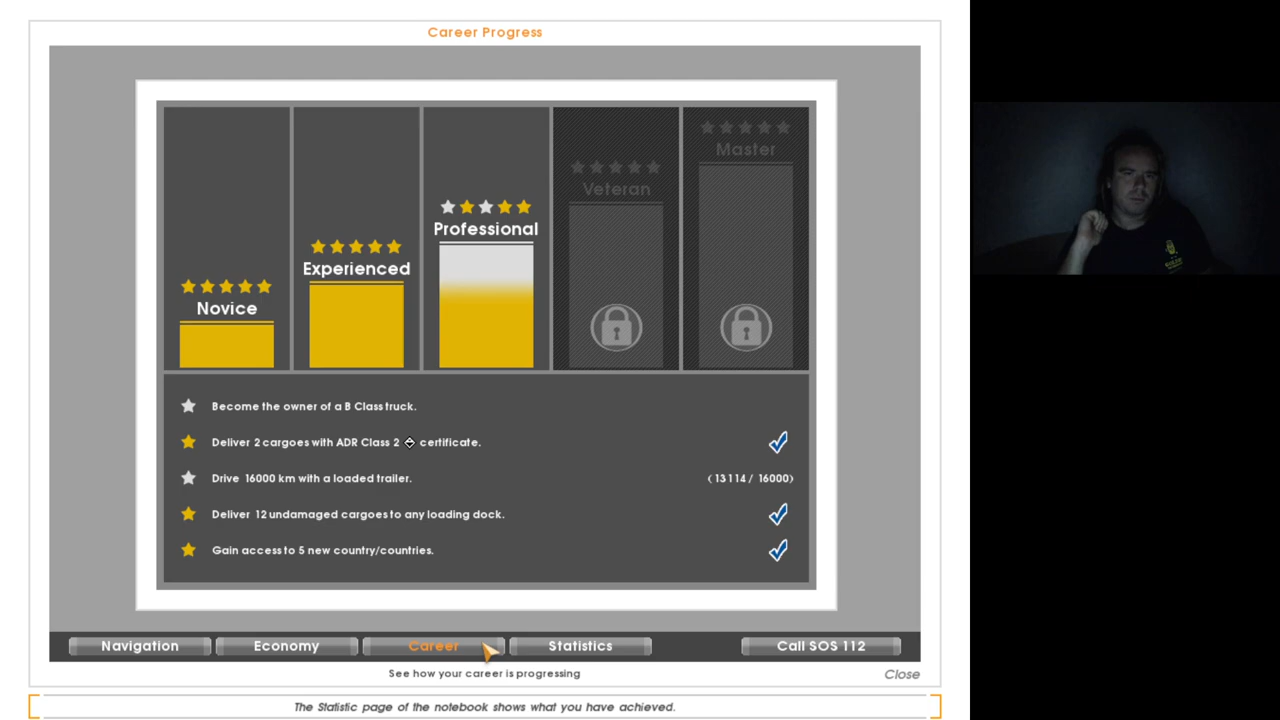 Career Progress
Master
Veteran
Professional
Experienced
Novice
Become the owner of a B Class truck.
Deliver 2 cargoes with ADR Class 2 certificate.
Drive 16000 km with a loaded trailer. (13114 / 16000)
Deliver 12 undamaged cargoes to any loading dock.
Gain access to 5 new country/countries.
Navigation Economy Career Statistics Call SOS 112
See how your career is progressing Close
The Statistic page of the notebook shows what you have achieved.